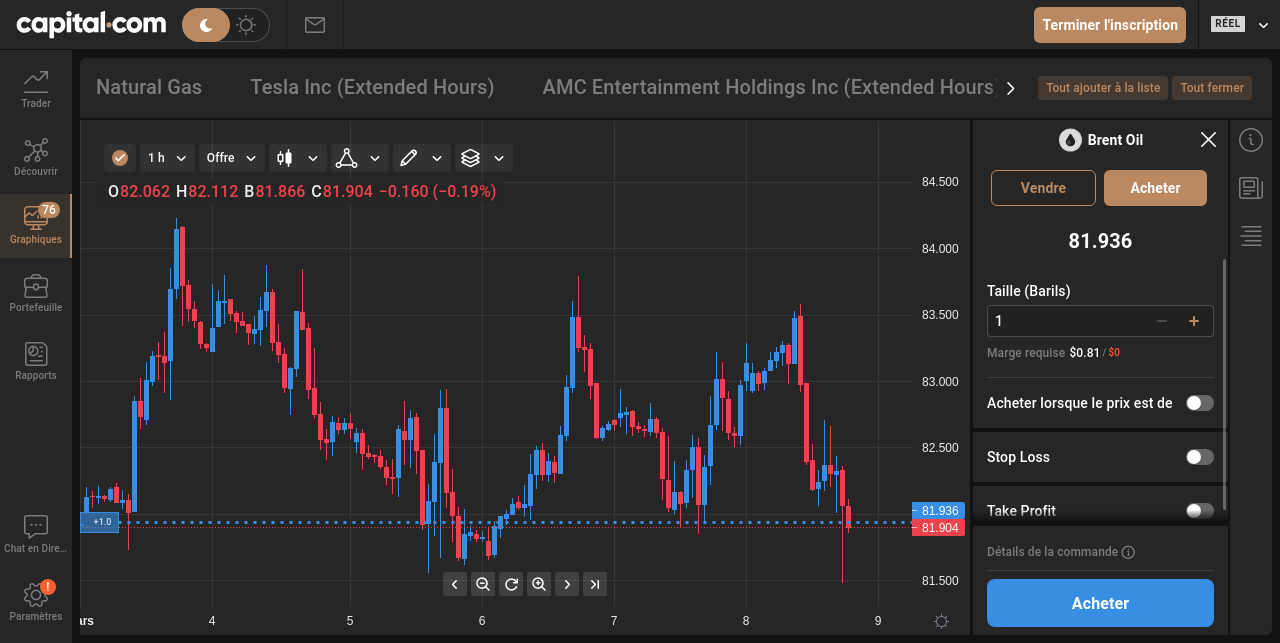 capital.com
Terminer l'inscription
RÉEL
Trader
Découvrir
76
Graphiques
Portefeuille
Rapports
Chat en Dire...
!
Paramètres
Natural Gas
Tesla Inc (Extended Hours)
AMC Entertainment Holdings Inc (Extended Hours)
Tout ajouter à la liste
Tout fermer
1 h
Offre
O82.062 H82.112 B81.866 C81.904 −0.160 (−0.19%)
84.500
84.000
83.500
83.000
82.500
81.936
81.904
81.500
+1.0
ars
4
5
6
7
8
9
Brent Oil
Vendre
Acheter
81.936
Taille (Barils)
1
Marge requise $0.81 / $0
Acheter lorsque le prix est de
Stop Loss
Take Profit
Détails de la commande
Acheter